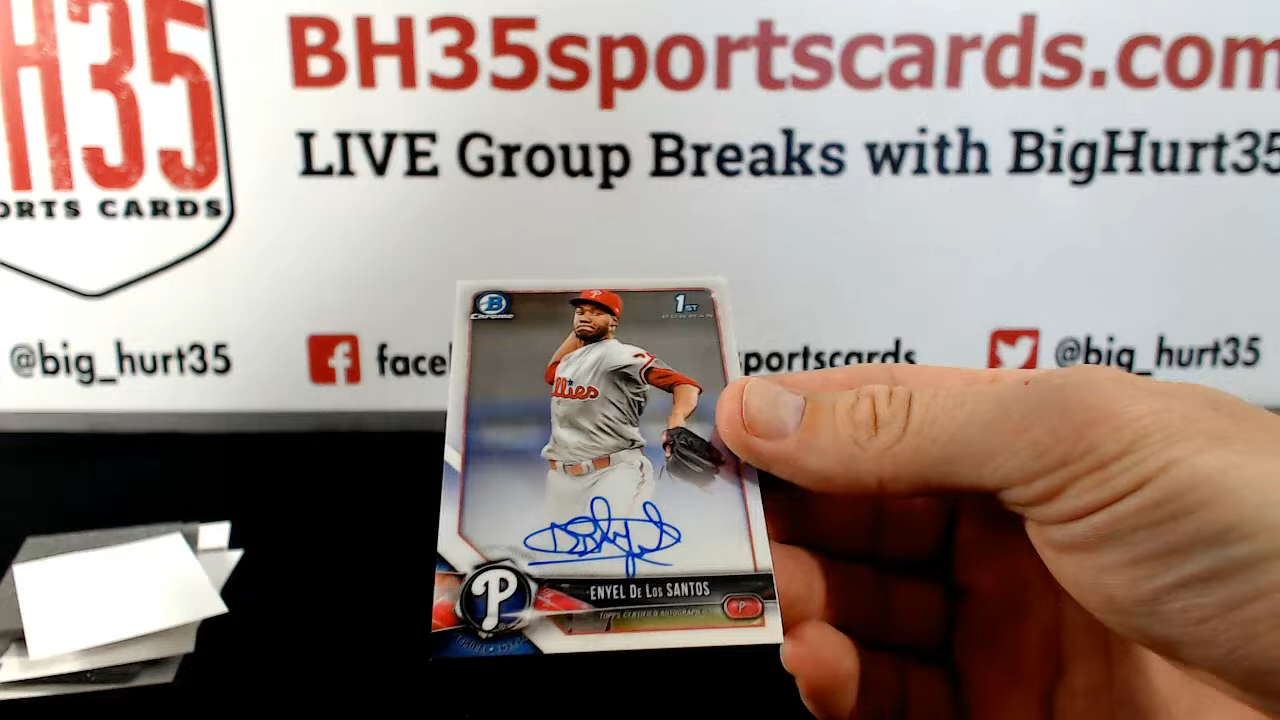 H35
ORTS CARDS
BH35sportscards.com
LIVE Group Breaks with BigHurt35
@big_hurt35
face
sportscards
@big_hurt35
B
Chrome
1ST
BOWMAN
P
llies
ENYEL De Los SANTOS
TOPPS CERTIFIED AUTOGRAPH
P
P